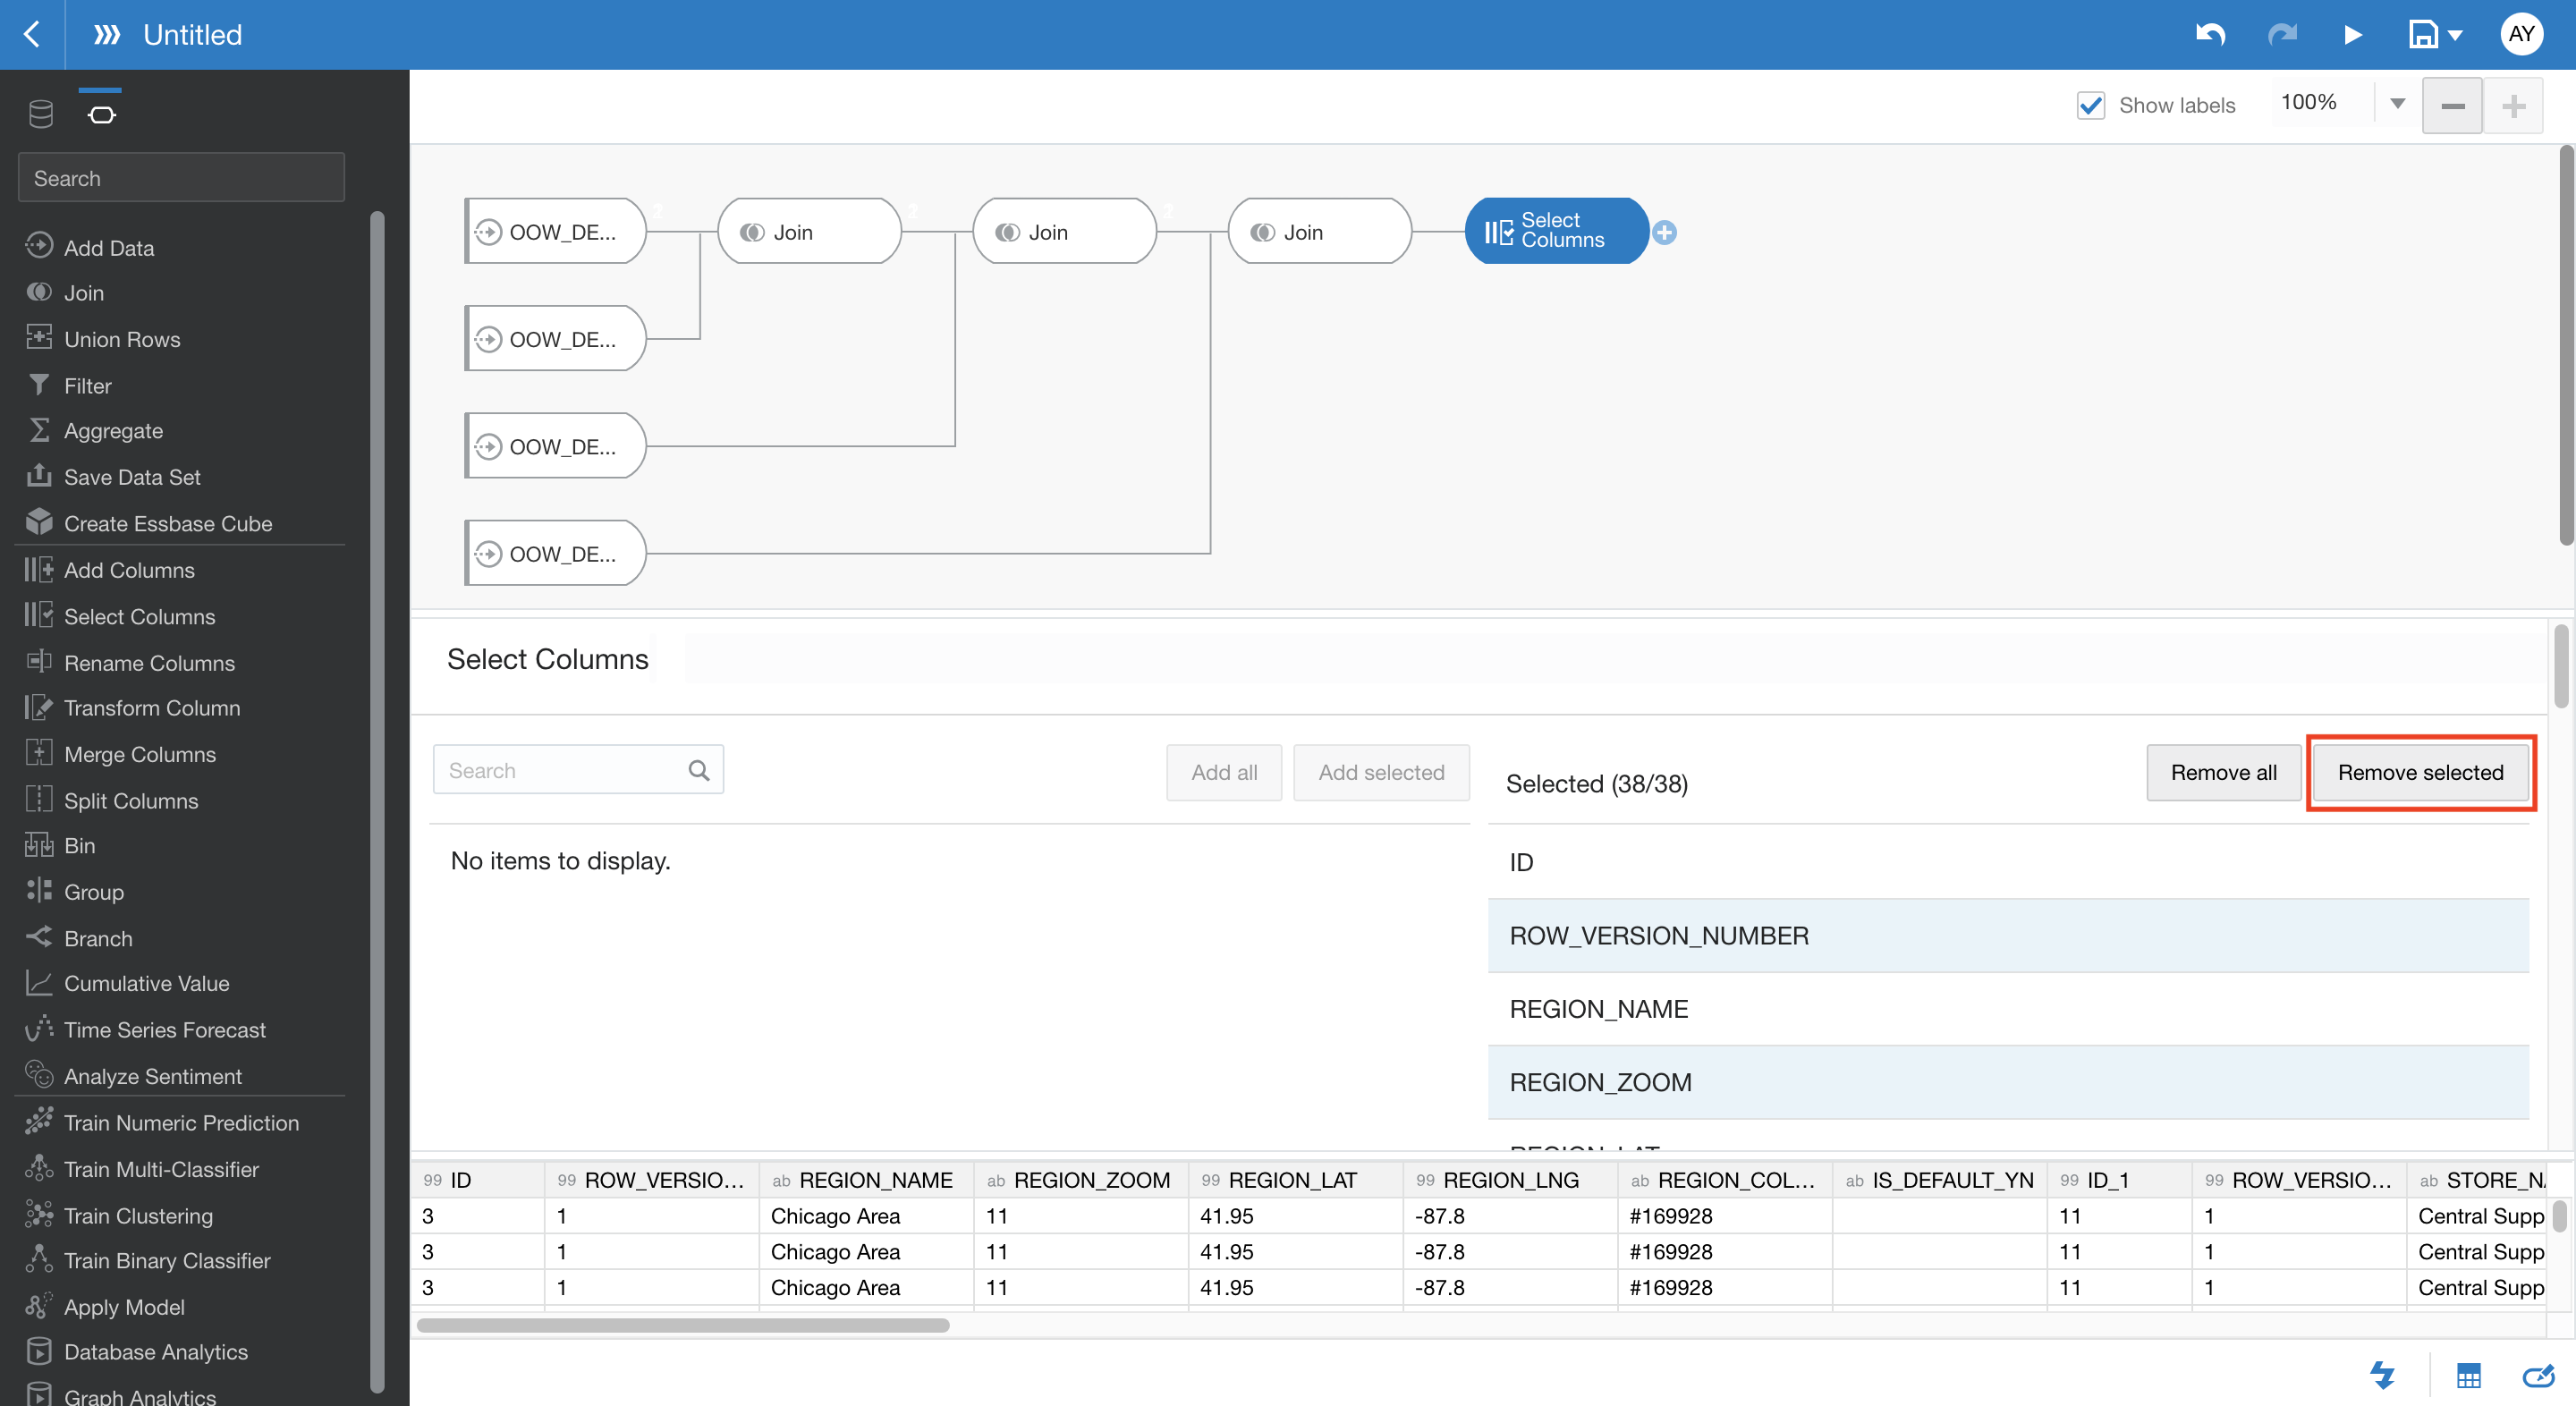 Untitled
AY
Show labels
100%
Search
Add Data
Join
Union Rows
Filter
Aggregate
Save Data Set
Create Essbase Cube
Add Columns
Select Columns
Rename Columns
Transform Column
Merge Columns
Split Columns
Bin
Group
Branch
Cumulative Value
Time Series Forecast
Analyze Sentiment
Train Numeric Prediction
Train Multi-Classifier
Train Clustering
Train Binary Classifier
Apply Model
Database Analytics
Graph Analytics
OOW_DE... 2 Join 2 Join 2 Join Select
Columns
OOW_DE...
OOW_DE...
OOW_DE...
Select Columns
Search Add all Add selected
No items to display.
Selected (38/38) Remove all Remove selected
ID
ROW_VERSION_NUMBER
REGION_NAME
REGION_ZOOM
REGION_LAT
99 ID 99 ROW_VERSIO... ab REGION_NAME ab REGION_ZOOM 99 REGION_LAT 99 REGION_LNG ab REGION_COL... ab IS_DEFAULT_YN 99 ID_1 99 ROW_VERSIO... ab STORE_NA
3 1 Chicago Area 11 41.95 -87.8 #169928 11 1 Central Supp
3 1 Chicago Area 11 41.95 -87.8 #169928 11 1 Central Supp
3 1 Chicago Area 11 41.95 -87.8 #169928 11 1 Central Supp